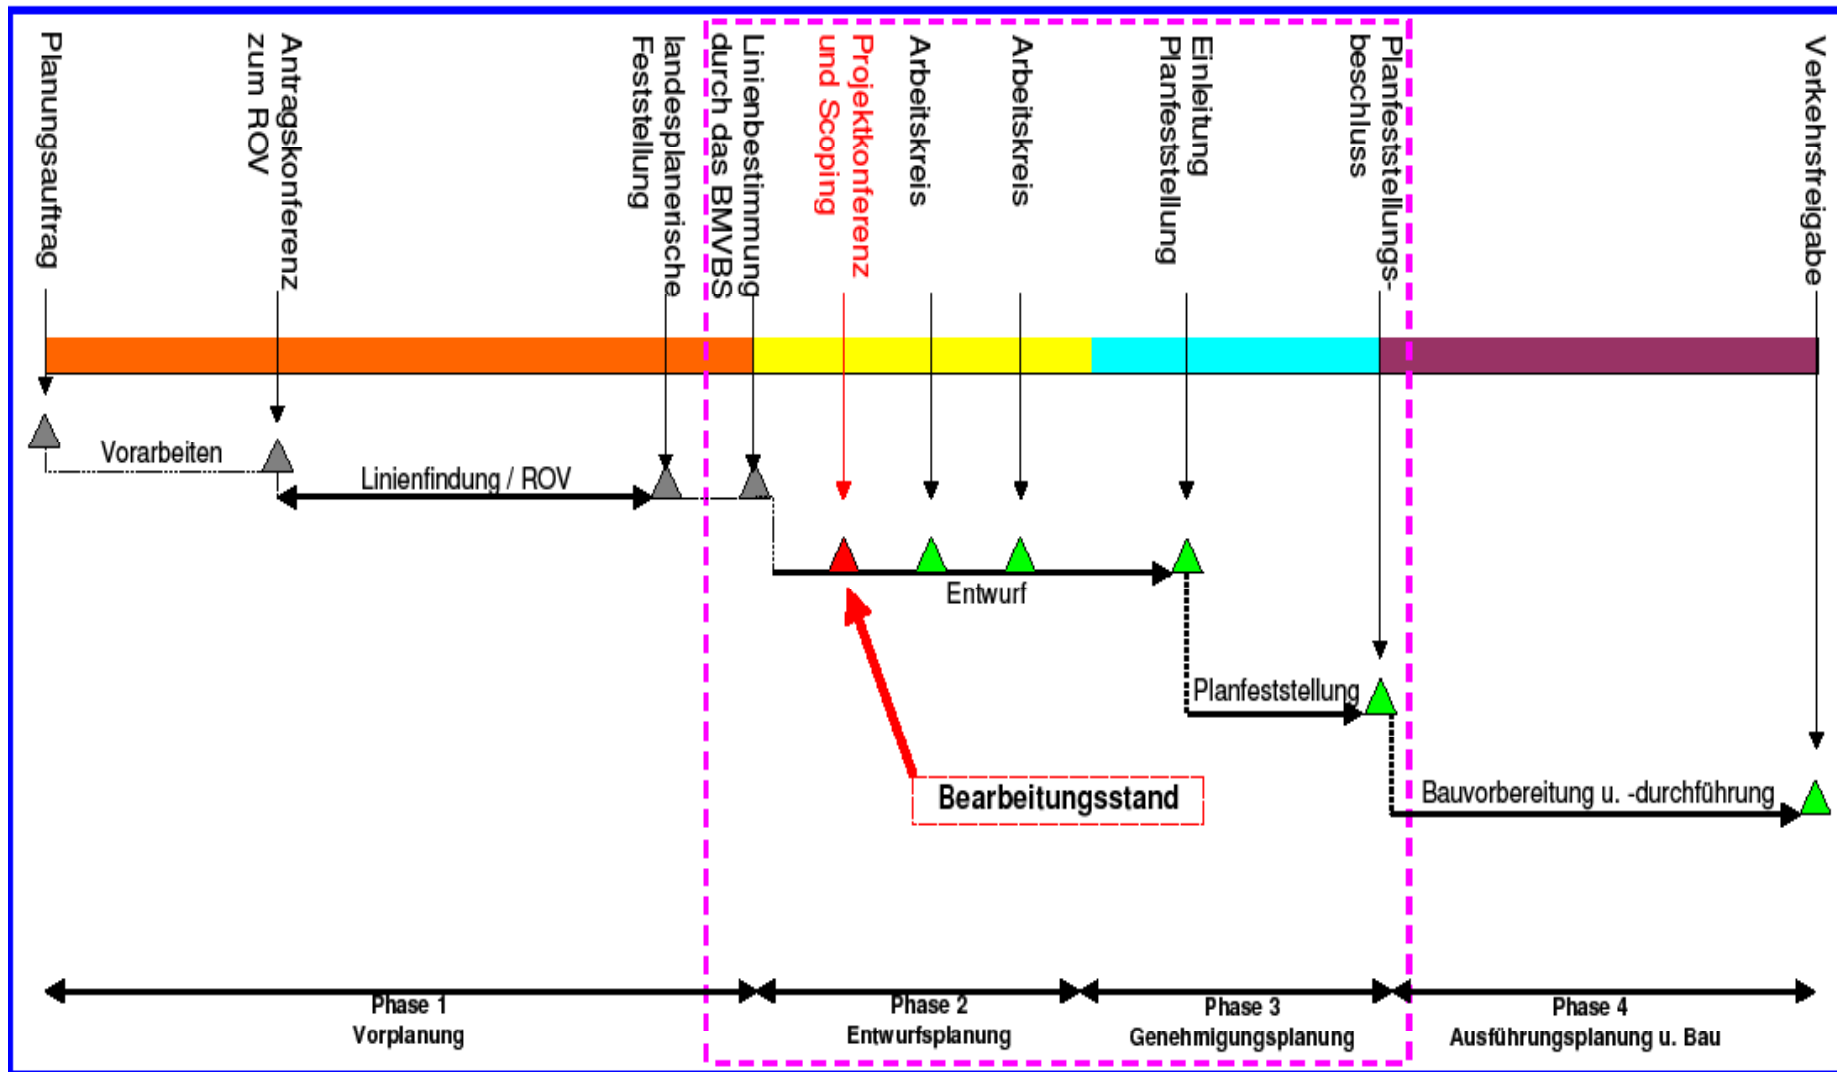 Planungsauftrag
Antragskonferenz
zum ROV
landesplanerische
Feststellung
Linienbestimmung
durch das BMVBS
Projektkonferenz
und Scoping
Arbeitskreis
Arbeitskreis
Einleitung
Planfeststellung
Planfeststellungs-
beschluss
Verkehrsfreigabe
Vorarbeiten
Linienfindung / ROV
Entwurf
Planfeststellung
Bearbeitungsstand
Bauvorbereitung u. -durchführung
Phase 1
Vorplanung
Phase 2
Entwurfsplanung
Phase 3
Genehmigungsplanung
Phase 4
Ausführungsplanung u. Bau